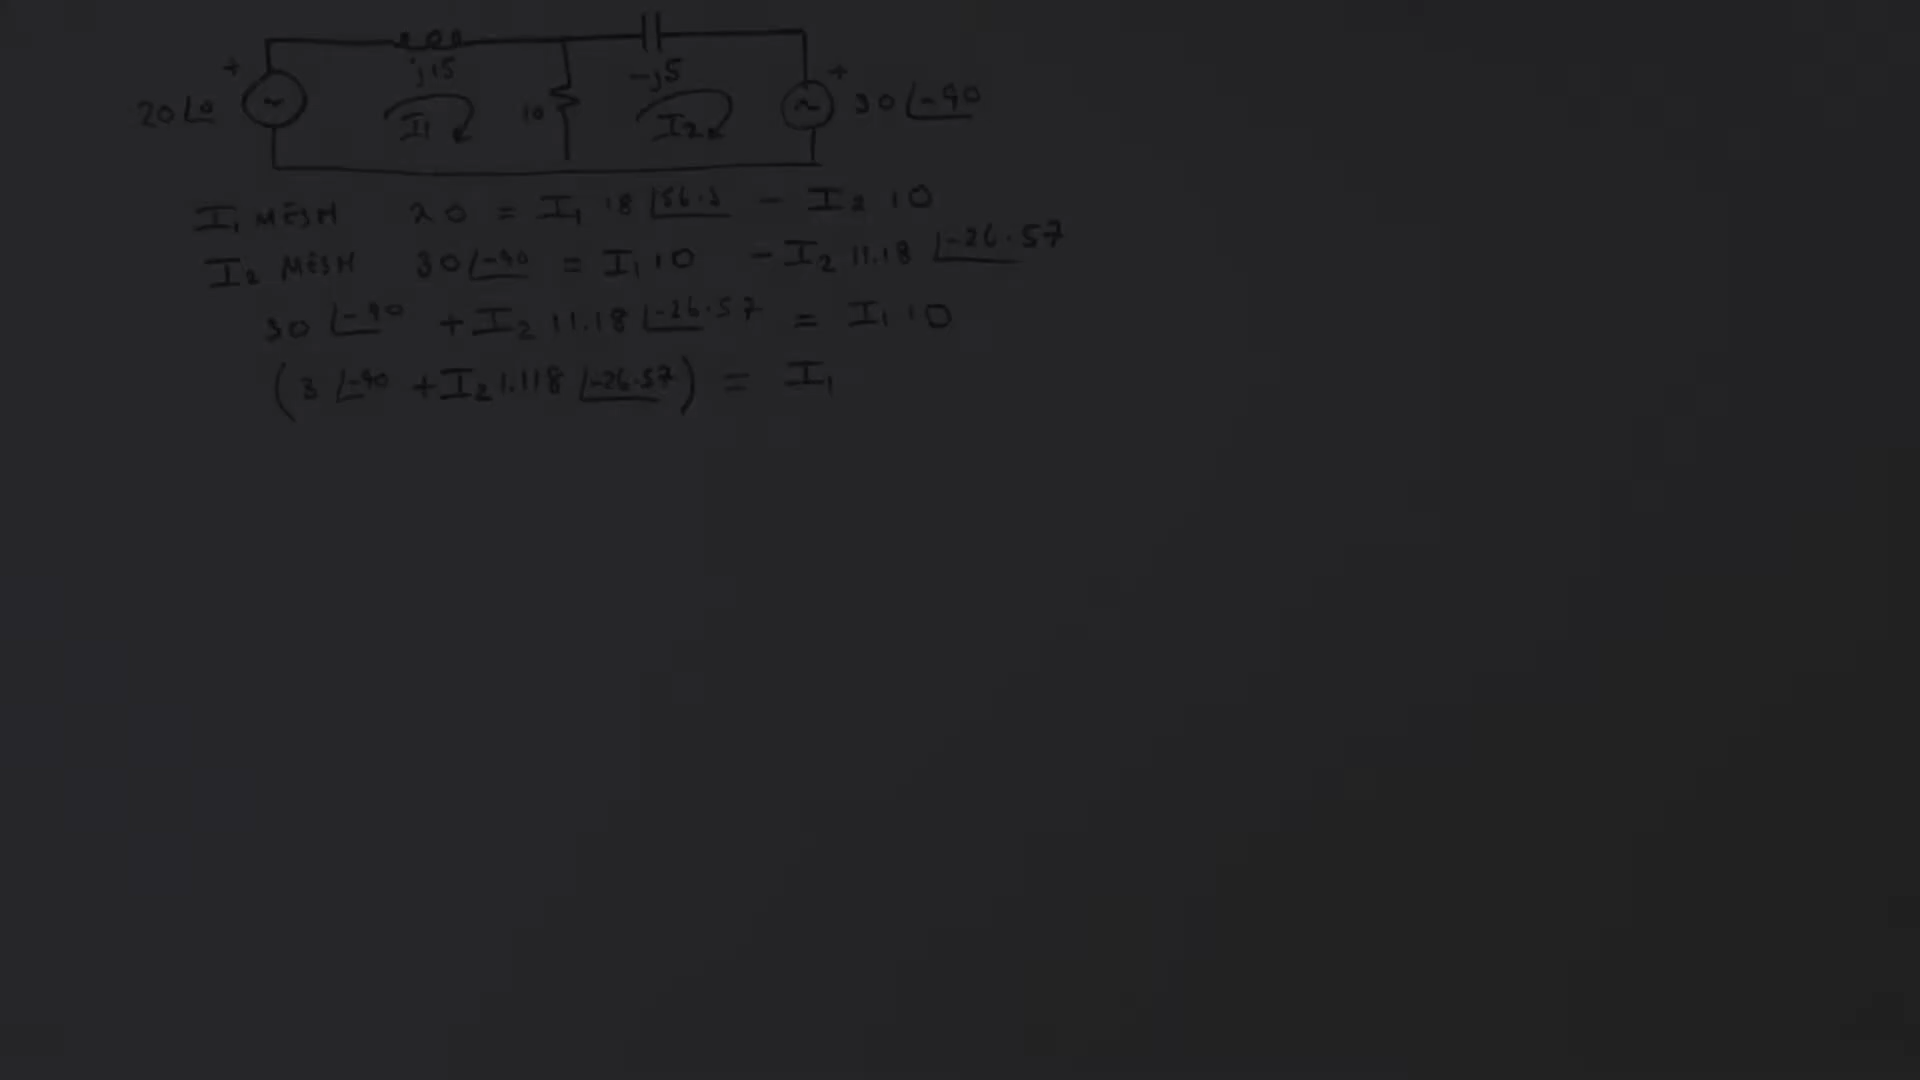 j15 -j5
+ +
20∠0 I1 10 I2 30∠-90
I1 MESH 20 = I1 18∠56.3 - I2 10
I2 MESH 30∠-90 = I1 10 - I2 11.18∠-26.57
30∠-90 + I2 11.18∠-26.57 = I1 10
(3∠-90 + I2 1.118∠-26.57) = I1